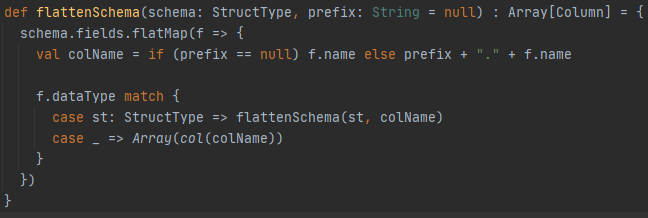 def flattenSchema(schema: StructType, prefix: String = null) : Array[Column] = {
  schema.fields.flatMap(f => {
    val colName = if (prefix == null) f.name else prefix + "." + f.name

    f.dataType match {
      case st: StructType => flattenSchema(st, colName)
      case _ => Array(col(colName))
    }
  })
}